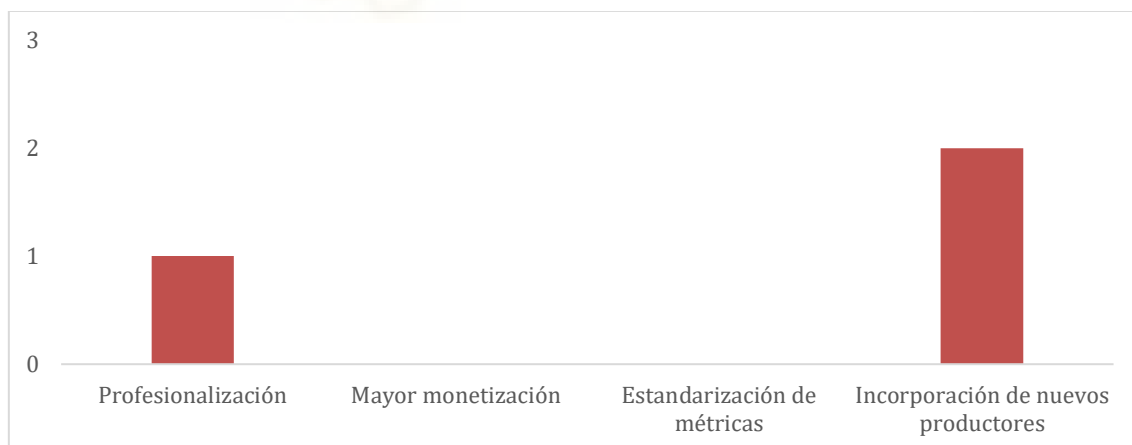 3
2
1
0
Profesionalización
Mayor monetización
Estandarización de
métricas
Incorporación de nuevos
productores